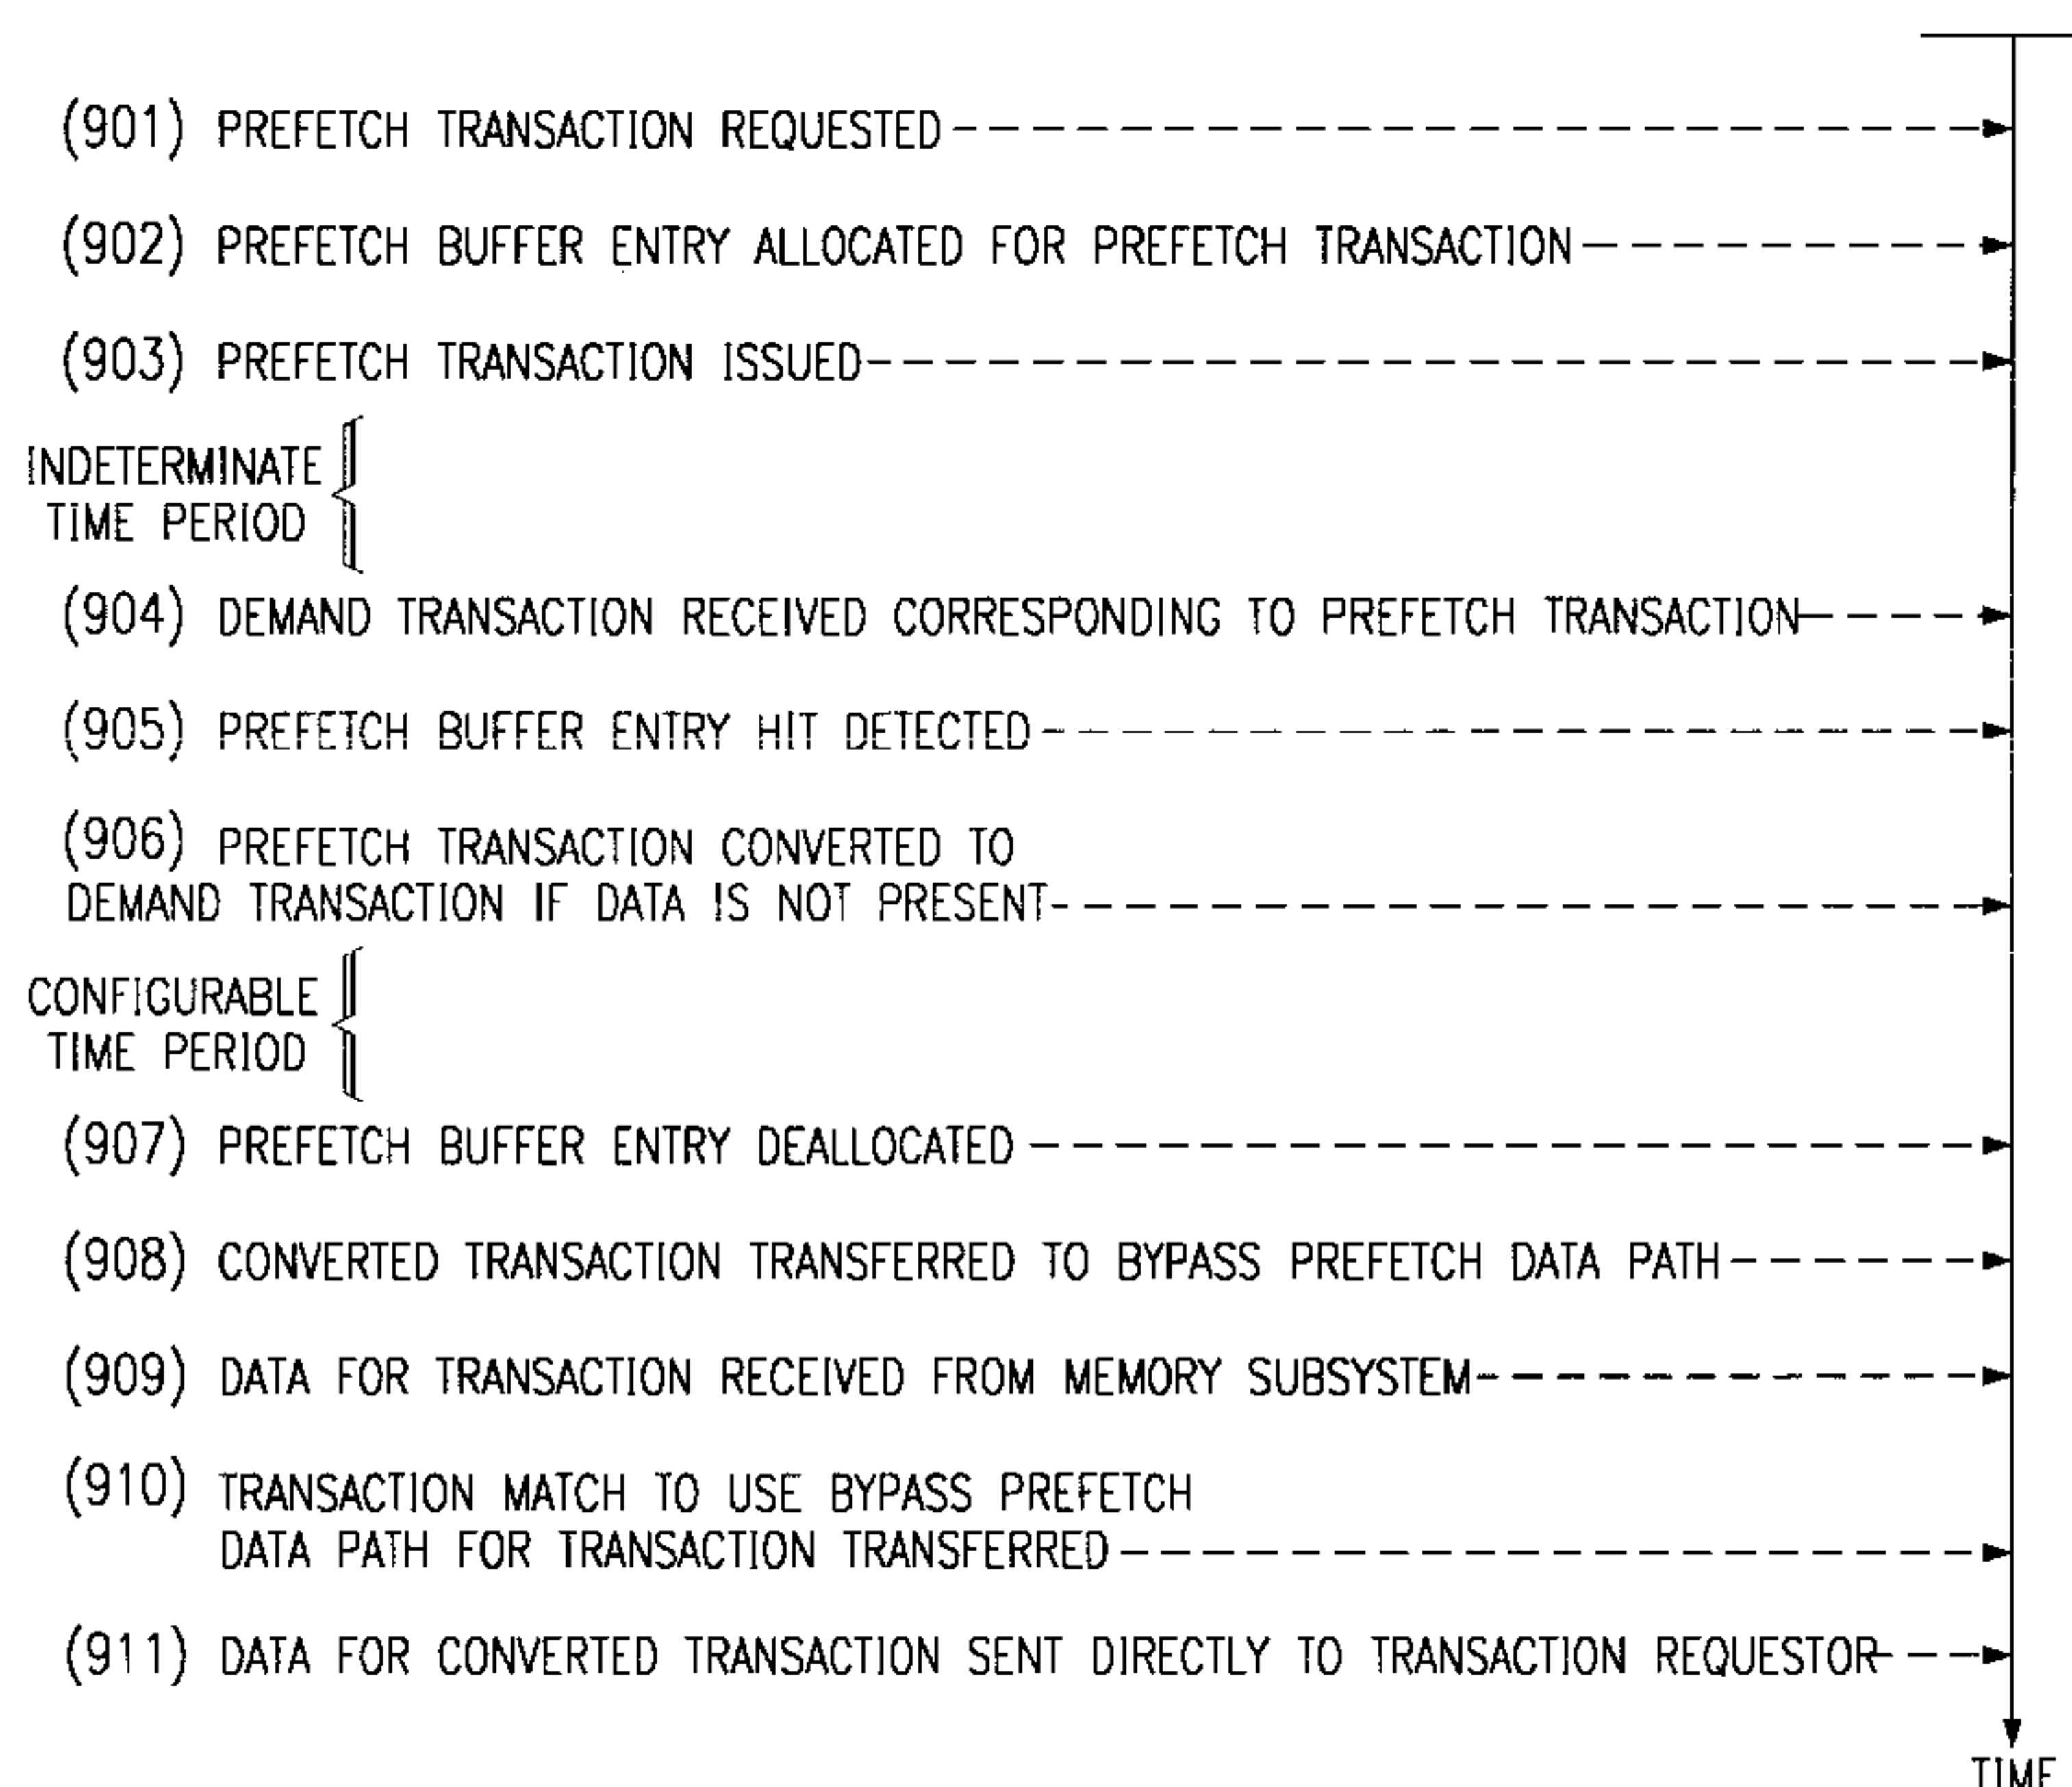 (901) PREFETCH TRANSACTION REQUESTED
(902) PREFETCH BUFFER ENTRY ALLOCATED FOR PREFETCH TRANSACTION
(903) PREFETCH TRANSACTION ISSUED
INDETERMINATE
TIME PERIOD
(904) DEMAND TRANSACTION RECEIVED CORRESPONDING TO PREFETCH TRANSACTION
(905) PREFETCH BUFFER ENTRY HIT DETECTED
(906) PREFETCH TRANSACTION CONVERTED TO
DEMAND TRANSACTION IF DATA IS NOT PRESENT
CONFIGURABLE
TIME PERIOD
(907) PREFETCH BUFFER ENTRY DEALLOCATED
(908) CONVERTED TRANSACTION TRANSFERRED TO BYPASS PREFETCH DATA PATH
(909) DATA FOR TRANSACTION RECEIVED FROM MEMORY SUBSYSTEM
(910) TRANSACTION MATCH TO USE BYPASS PREFETCH
DATA PATH FOR TRANSACTION TRANSFERRED
(911) DATA FOR CONVERTED TRANSACTION SENT DIRECTLY TO TRANSACTION REQUESTOR
TIME